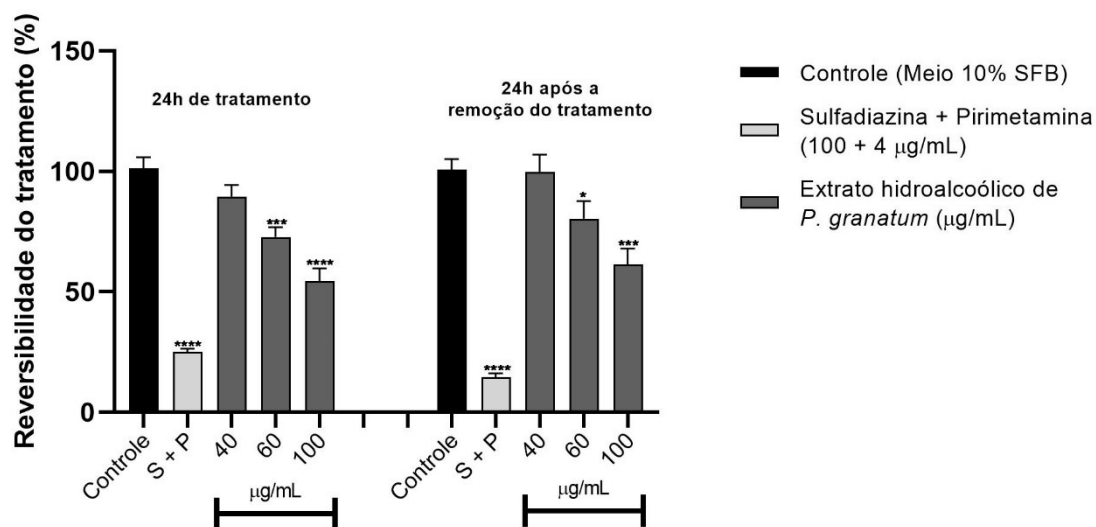 Reversibilidade do tratamento (%)
150
100
50
0
24h de tratamento
24h após a
remoção do tratamento
****
***
****
****
*
***
Controle
S + P
40
60
100
Controle
S + P
40
60
100
μg/mL
μg/mL
Controle (Meio 10% SFB)
Sulfadiazina + Pirimetamina
(100 + 4 μg/mL)
Extrato hidroalcoólico de
P. granatum (μg/mL)